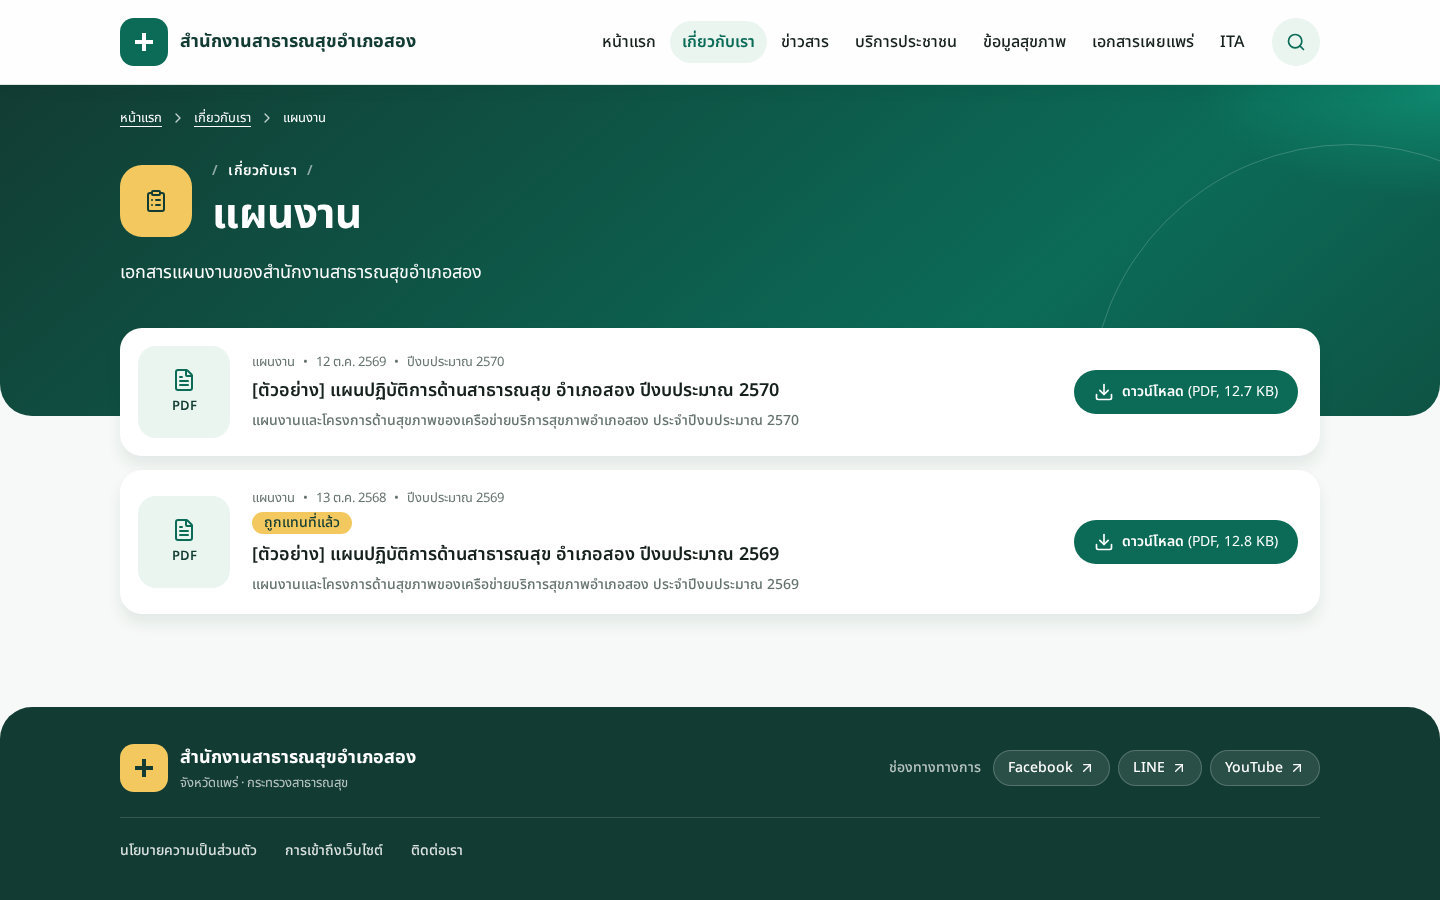 สำนักงานสาธารณสุขอำเภอสอง
หน้าแรก เกี่ยวกับเรา ข่าวสาร บริการประชาชน ข้อมูลสุขภาพ เอกสารเผยแพร่ ITA
หน้าแรก > เกี่ยวกับเรา > แผนงาน
/ เกี่ยวกับเรา /
แผนงาน
เอกสารแผนงานของสำนักงานสาธารณสุขอำเภอสอง
แผนงาน • 12 ต.ค. 2569 • ปีงบประมาณ 2570
PDF
[ตัวอย่าง] แผนปฏิบัติการด้านสาธารณสุข อำเภอสอง ปีงบประมาณ 2570
แผนงานและโครงการด้านสุขภาพของเครือข่ายบริการสุขภาพอำเภอสอง ประจำปีงบประมาณ 2570
ดาวน์โหลด (PDF, 12.7 KB)
แผนงาน • 13 ต.ค. 2568 • ปีงบประมาณ 2569
ถูกแทนที่แล้ว
PDF
[ตัวอย่าง] แผนปฏิบัติการด้านสาธารณสุข อำเภอสอง ปีงบประมาณ 2569
แผนงานและโครงการด้านสุขภาพของเครือข่ายบริการสุขภาพอำเภอสอง ประจำปีงบประมาณ 2569
ดาวน์โหลด (PDF, 12.8 KB)
สำนักงานสาธารณสุขอำเภอสอง
จังหวัดแพร่ · กระทรวงสาธารณสุข
ช่องทางทางการ Facebook LINE YouTube
นโยบายความเป็นส่วนตัว การเข้าถึงเว็บไซต์ ติดต่อเรา